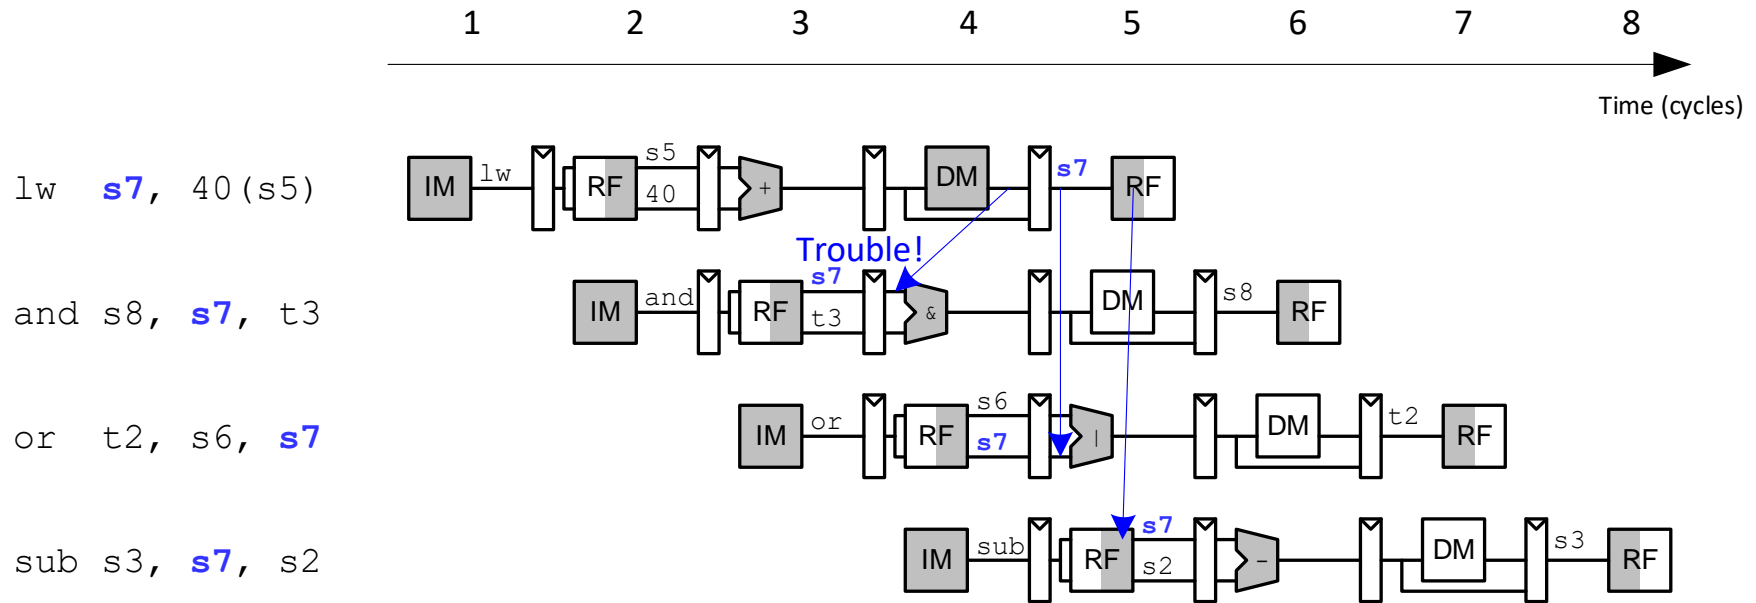 1 2 3 4 5 6 7 8
Time (cycles)
lw s7, 40(s5) IM lw RF s5 40 + DM s7 RF
Trouble!
and s8, s7, t3 IM and RF s7 t3 & DM s8 RF
or t2, s6, s7 IM or RF s6 s7 | DM t2 RF
sub s3, s7, s2 IM sub RF s7 s2 - DM s3 RF